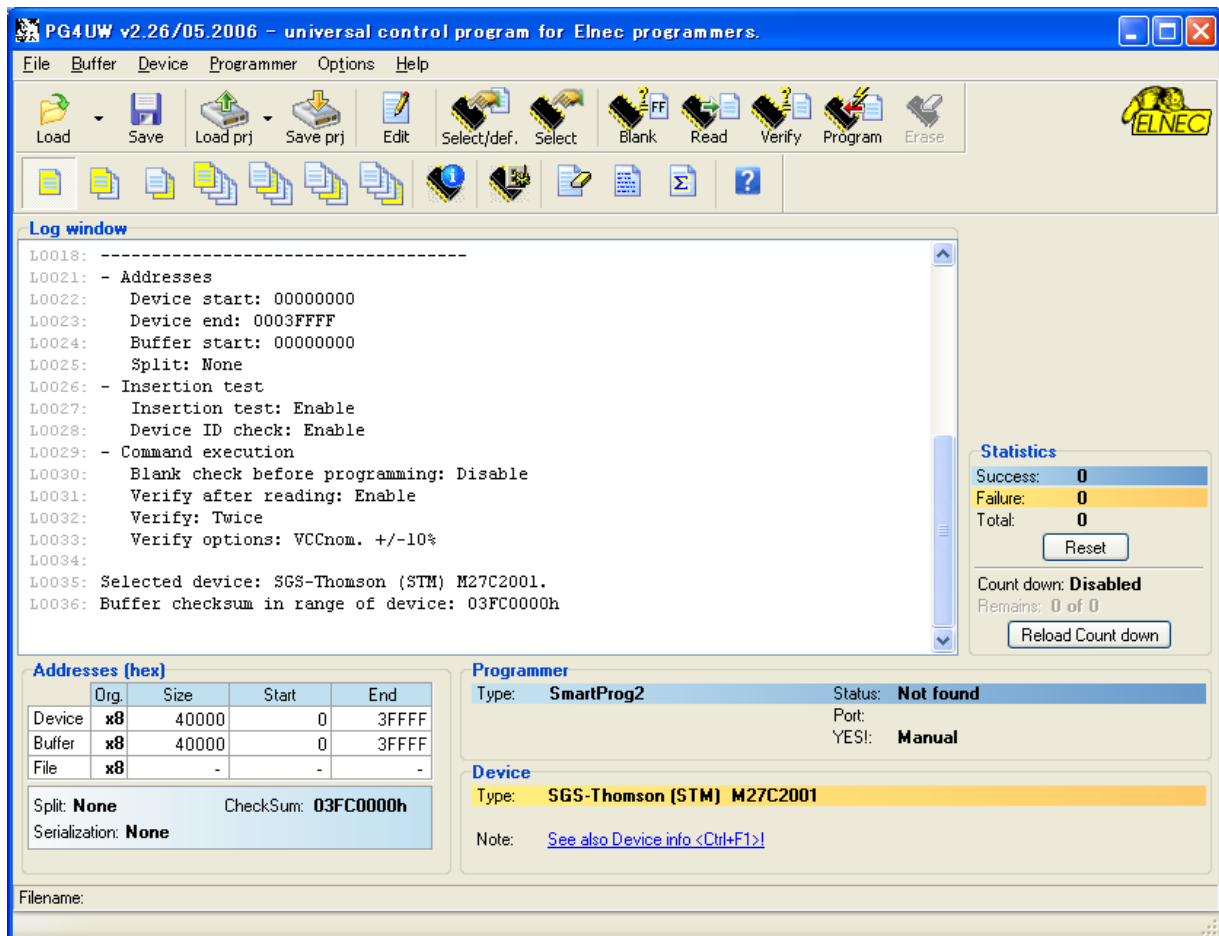 PG4UW v2.26/05.2006 - universal control program for Elnec programmers.
File Buffer Device Programmer Options Help
Load Save Load prj Save prj Edit Select/def. Select Blank Read Verify Program Erase
ELNEC
Log window
L0018: ------------------------------------
L0021: - Addresses
L0022: Device start: 00000000
L0023: Device end: 0003FFFF
L0024: Buffer start: 00000000
L0025: Split: None
L0026: - Insertion test
L0027: Insertion test: Enable
L0028: Device ID check: Enable
L0029: - Command execution
L0030: Blank check before programming: Disable
L0031: Verify after reading: Enable
L0032: Verify: Twice
L0033: Verify options: VCCnom. +/-10%
L0034:
L0035: Selected device: SGS-Thomson (STM) M27C2001.
L0036: Buffer checksum in range of device: 03FC0000h
Statistics
Success: 0
Failure: 0
Total: 0
Reset
Count down: Disabled
Remains: 0 of 0
Reload Count down
Addresses (hex)
Org. Size Start End
Device x8 40000 0 3FFFF
Buffer x8 40000 0 3FFFF
File x8 - - -
Split: None CheckSum: 03FC0000h
Serialization: None
Programmer
Type: SmartProg2 Status: Not found
Port:
YES!: Manual
Device
Type: SGS-Thomson (STM) M27C2001
Note: See also Device info <Ctrl+F1>!
Filename: